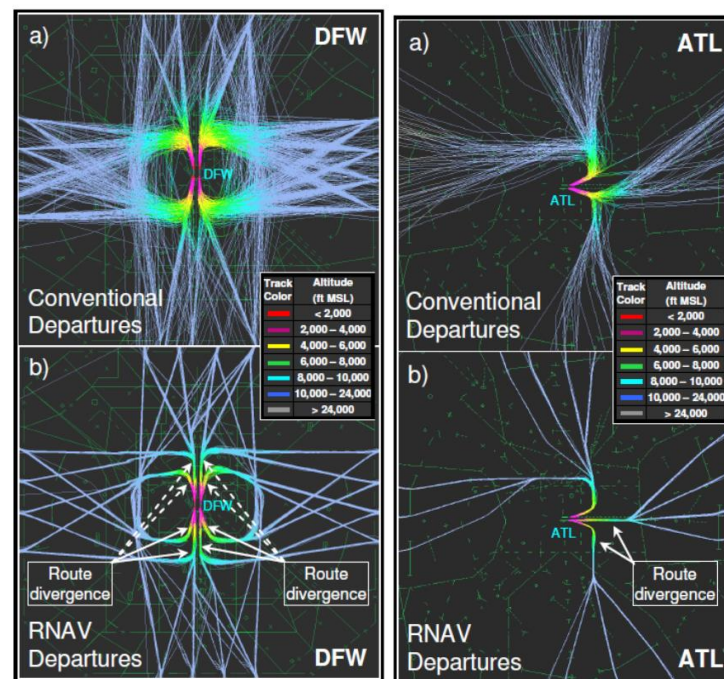 a)
DFW
DFW
Conventional
Departures
Track
Color
Altitude
(ft MSL)
< 2,000
2,000 – 4,000
4,000 – 6,000
6,000 – 8,000
8,000 – 10,000
10,000 – 24,000
> 24,000
b)
DFW
Route
divergence
Route
divergence
RNAV
Departures
DFW
a)
ATL
ATL
Conventional
Departures
Track
Color
Altitude
(ft MSL)
< 2,000
2,000 – 4,000
4,000 – 6,000
6,000 – 8,000
8,000 – 10,000
10,000 – 24,000
> 24,000
b)
ATL
Route
divergence
RNAV
Departures
ATL